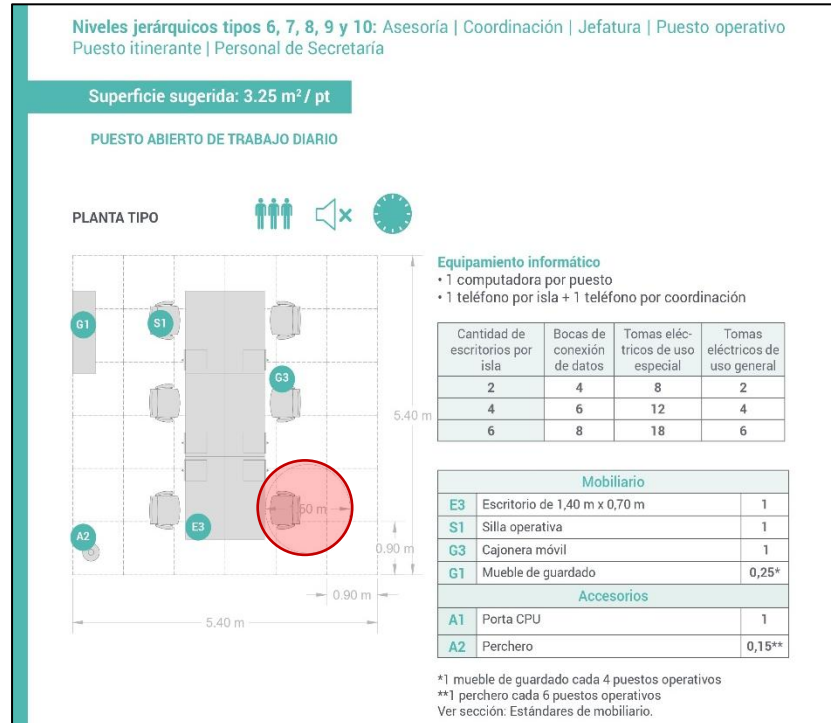 Niveles jerárquicos tipos 6, 7, 8, 9 y 10: Asesoría | Coordinación | Jefatura | Puesto operativo
Puesto itinerante | Personal de Secretaría
Superficie sugerida: 3.25 m² / pt
PUESTO ABIERTO DE TRABAJO DIARIO
PLANTA TIPO
G1
S1
G3
5.40 m
50 m
E3
A2
0.90 m
0.90 m
5.40 m
Equipamiento informático
• 1 computadora por puesto
• 1 teléfono por isla + 1 teléfono por coordinación
Cantidad de escritorios por isla | Bocas de conexión de datos | Tomas eléc-tricos de uso especial | Tomas eléctricos de uso general
2 4 8 2
4 6 12 4
6 8 18 6
Mobiliario
E3 Escritorio de 1,40 m x 0,70 m 1
S1 Silla operativa 1
G3 Cajonera móvil 1
G1 Mueble de guardado 0,25*
Accesorios
A1 Porta CPU 1
A2 Perchero 0,15**
*1 mueble de guardado cada 4 puestos operativos
**1 perchero cada 6 puestos operativos
Ver sección: Estándares de mobiliario.